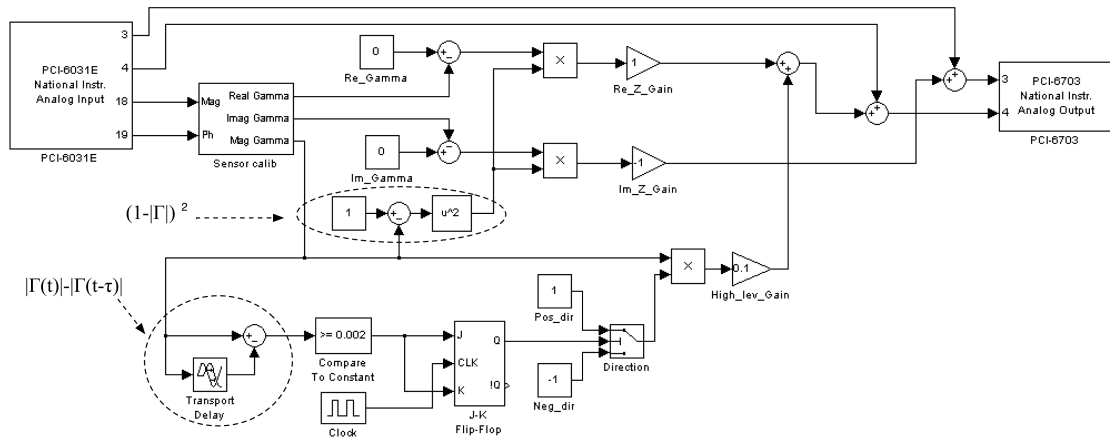 PCI-6031E
National Instr.
Analog Input
3
4
18
19
PCI-6031E
Mag
Ph
Real Gamma
Imag Gamma
Mag Gamma
Sensor calib
0
Re_Gamma
+
-
0
Im_Gamma
+
-
×
×
1
Re_Z_Gain
-1
Im_Z_Gain
+
+
+
+
+
+
3
4
PCI-6703
National Instr.
Analog Output
PCI-6703
(1-|Γ|) ²
1
+
-
u^2
×
0.1
High_lev_Gain
|Γ(t)|-|Γ(t-τ)|
+
-
Transport
Delay
>= 0.002
Compare
To Constant
Clock
J
CLK
K
Q
!Q
J-K
Flip-Flop
1
Pos_dir
-1
Neg_dir
Direction